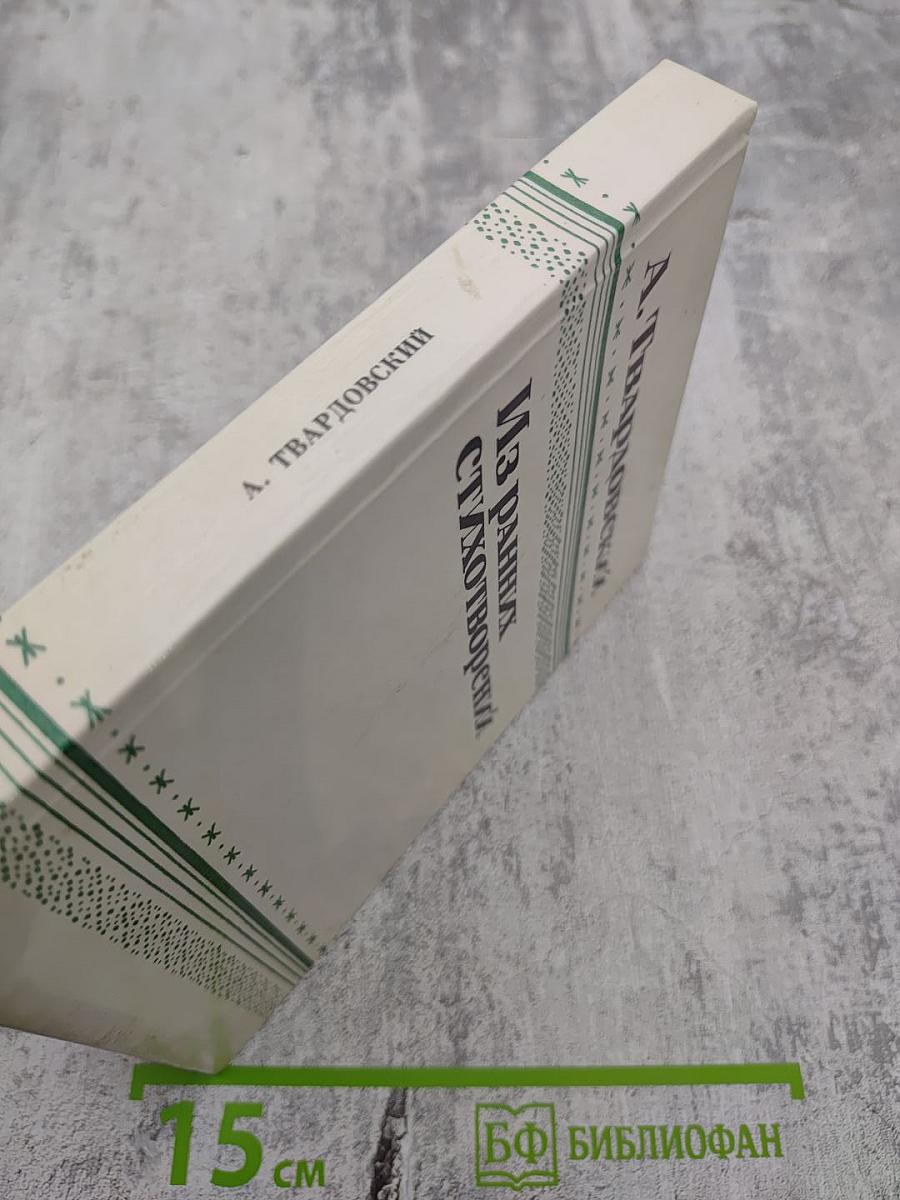 А. ТВАРДОВСКИЙ
А. Твардовский
Из ранних
стихотворений
15 см
БФ БИБЛИОФАН